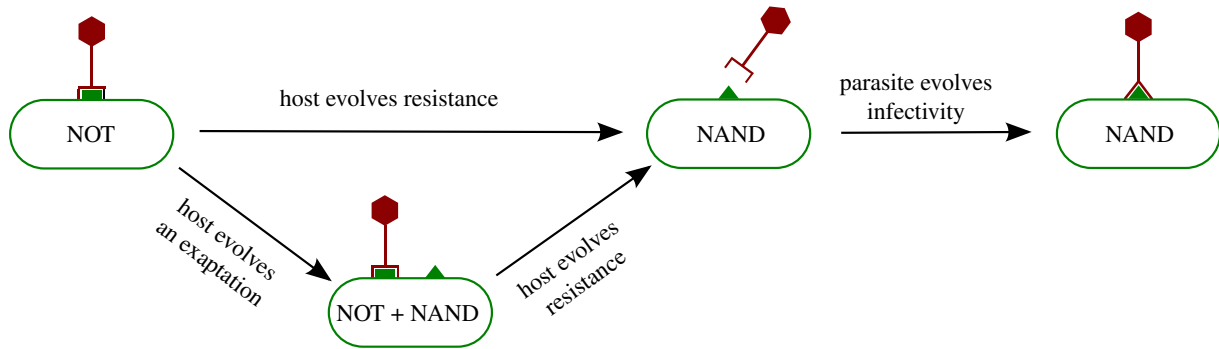 NOT
host evolves resistance
NAND
parasite evolves
infectivity
NAND
host evolves
an exaptation
NOT + NAND
host evolves
resistance